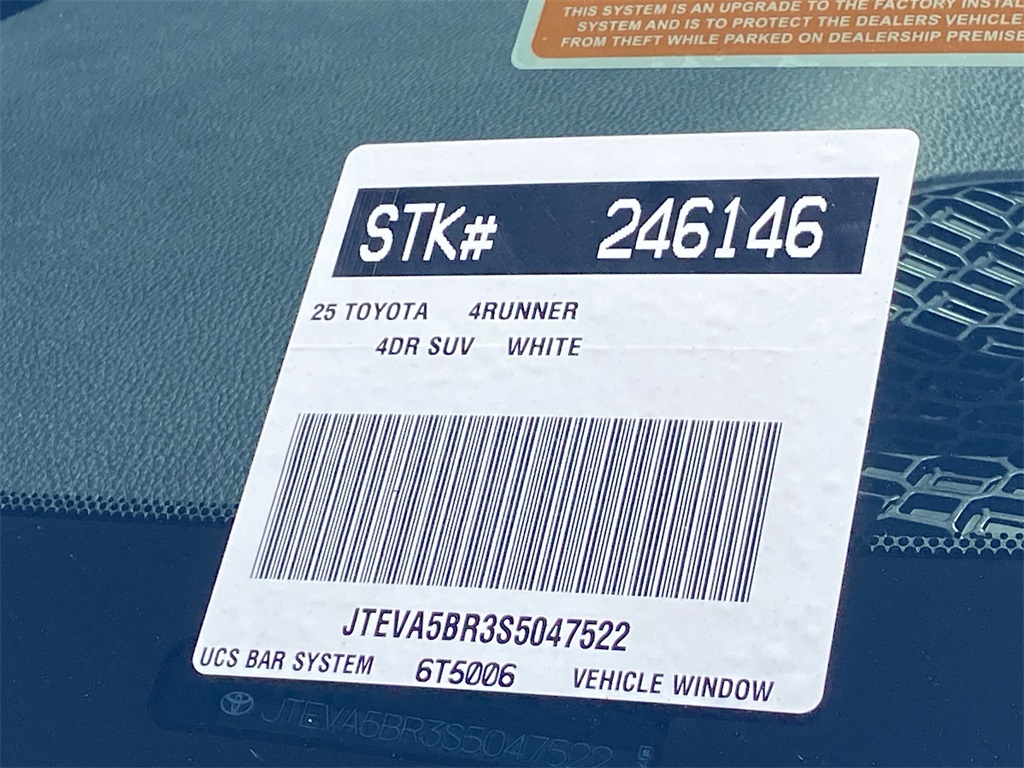 THIS SYSTEM IS AN UPGRADE TO THE FACTORY INSTAL
SYSTEM AND IS TO PROTECT THE DEALERS VEHICLE
FROM THEFT WHILE PARKED ON DEALERSHIP PREMISE
STK# 246146
25 TOYOTA 4RUNNER
4DR SUV WHITE
JTEVA5BR3S5047522
UCS BAR SYSTEM 6T5006 VEHICLE WINDOW
JTEVA5BR3S5047522